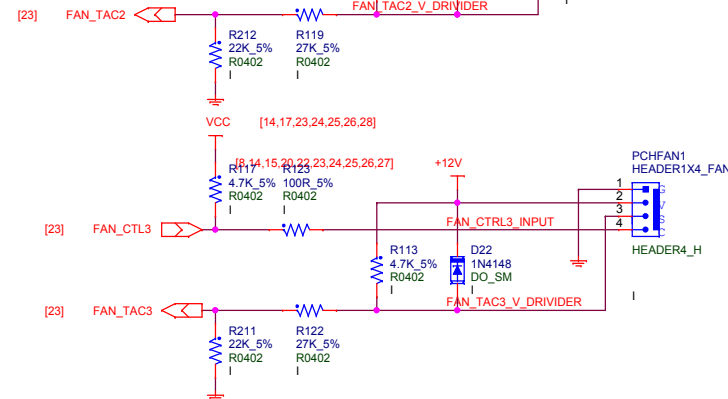 [23] FAN_TAC2
FAN_TAC2_V_DRIVIDER
R212
22K_5%
R0402
I
R119
27K_5%
R0402
I
VCC
[14,17,23,24,25,26,28]
[8,14,15,20,22,23,24,25,26,27]
+12V
R117
4.7K_5%
R0402
I
R123
100R_5%
R0402
I
PCHFAN1
HEADER1X4_FAN
1
2
3
4
G
V
S
C
HEADER4_H
I
[23] FAN_CTL3
FAN_CTRL3_INPUT
R113
4.7K_5%
R0402
I
D22
1N4148
DO_SM
I
[23] FAN_TAC3
FAN_TAC3_V_DRIVIDER
R211
22K_5%
R0402
I
R122
27K_5%
R0402
I